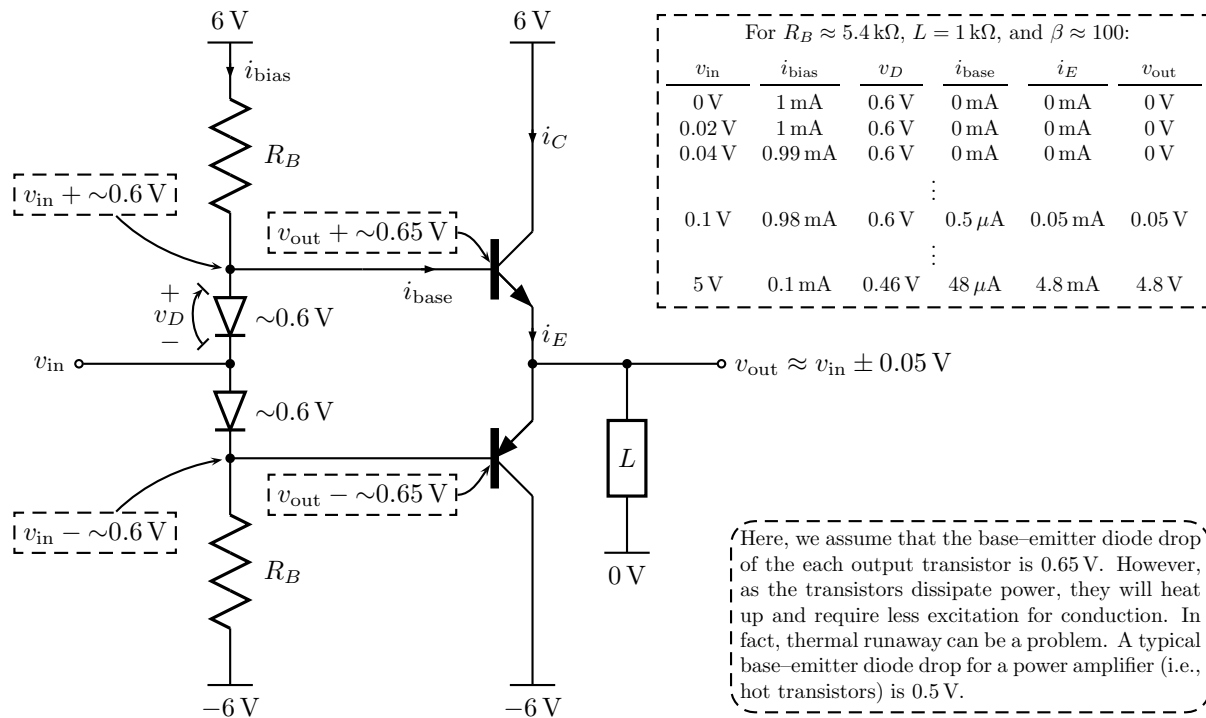 6 V
6 V
i_bias
R_B
i_C
v_in + ~0.6 V
v_out + ~0.65 V
i_base
+
v_D
−
~0.6 V
i_E
v_in
v_out ≈ v_in ± 0.05 V
~0.6 V
L
v_out − ~0.65 V
v_in − ~0.6 V
R_B
0 V
−6 V
−6 V
For R_B ≈ 5.4 kΩ, L = 1 kΩ, and β ≈ 100:
v_in i_bias v_D i_base i_E v_out
0 V 1 mA 0.6 V 0 mA 0 mA 0 V
0.02 V 1 mA 0.6 V 0 mA 0 mA 0 V
0.04 V 0.99 mA 0.6 V 0 mA 0 mA 0 V
⋮
0.1 V 0.98 mA 0.6 V 0.5 μA 0.05 mA 0.05 V
⋮
5 V 0.1 mA 0.46 V 48 μA 4.8 mA 4.8 V
Here, we assume that the base–emitter diode drop
of the each output transistor is 0.65 V. However,
as the transistors dissipate power, they will heat
up and require less excitation for conduction. In
fact, thermal runaway can be a problem. A typical
base–emitter diode drop for a power amplifier (i.e.,
hot transistors) is 0.5 V.